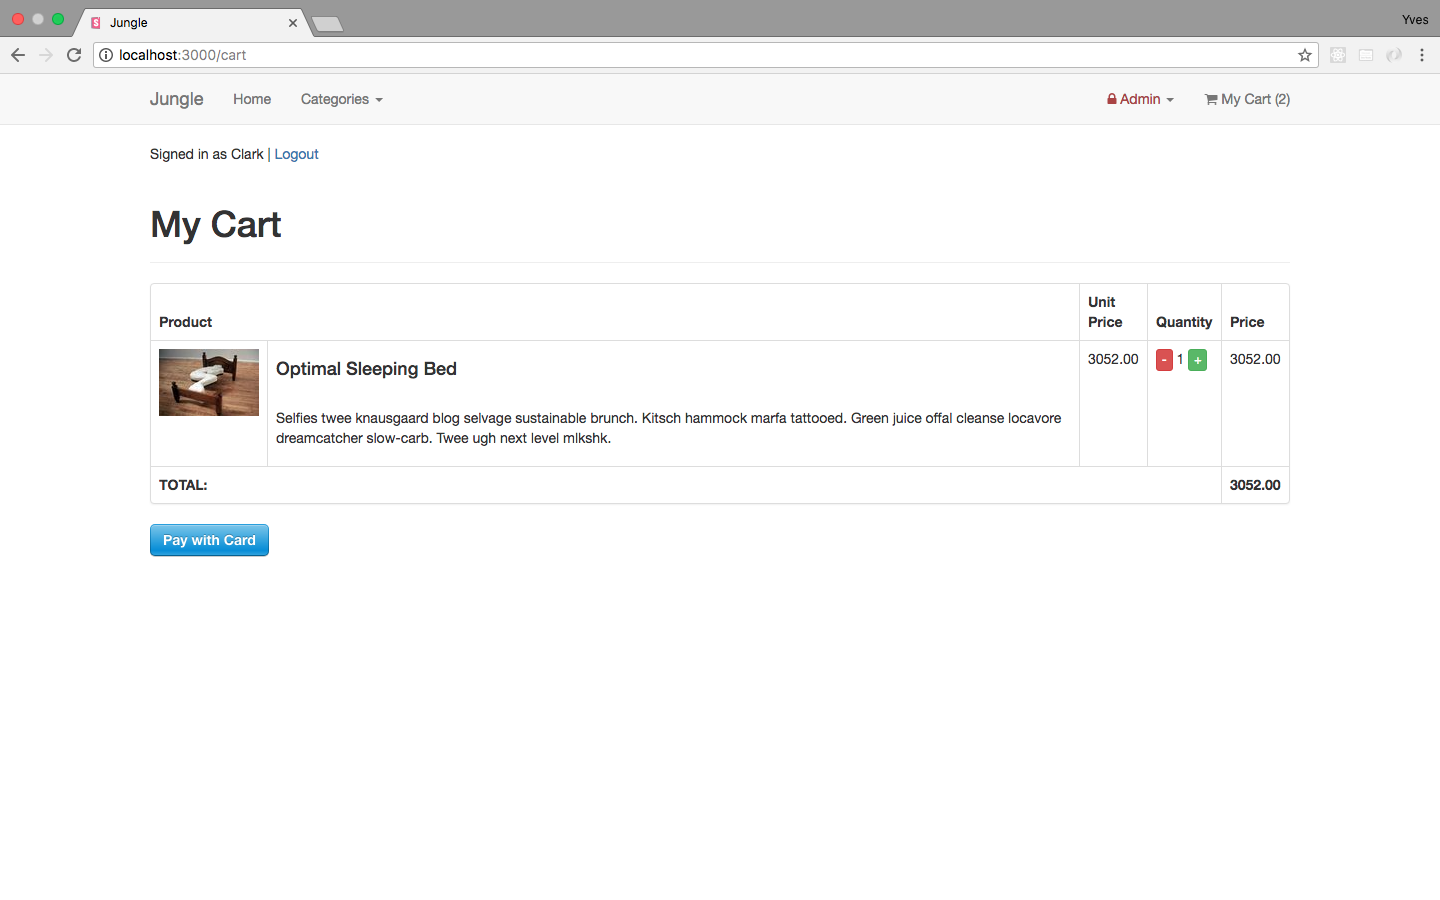 Jungle
Yves
localhost:3000/cart
Jungle Home Categories Admin My Cart (2)
Signed in as Clark | Logout
My Cart
Product Unit Price Quantity Price
Optimal Sleeping Bed 3052.00 - 1 + 3052.00
Selfies twee knausgaard blog selvage sustainable brunch. Kitsch hammock marfa tattooed. Green juice offal cleanse locavore
dreamcatcher slow-carb. Twee ugh next level mlkshk.
TOTAL: 3052.00
Pay with Card